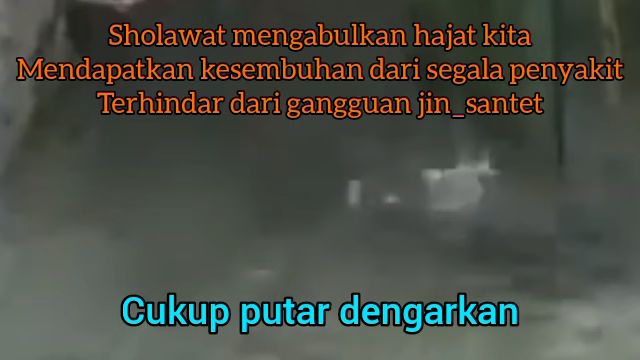 Sholawat mengabulkan hajat kita
Mendapatkan kesembuhan dari segala penyakit
Terhindar dari gangguan jin_santet
Cukup putar dengarkan